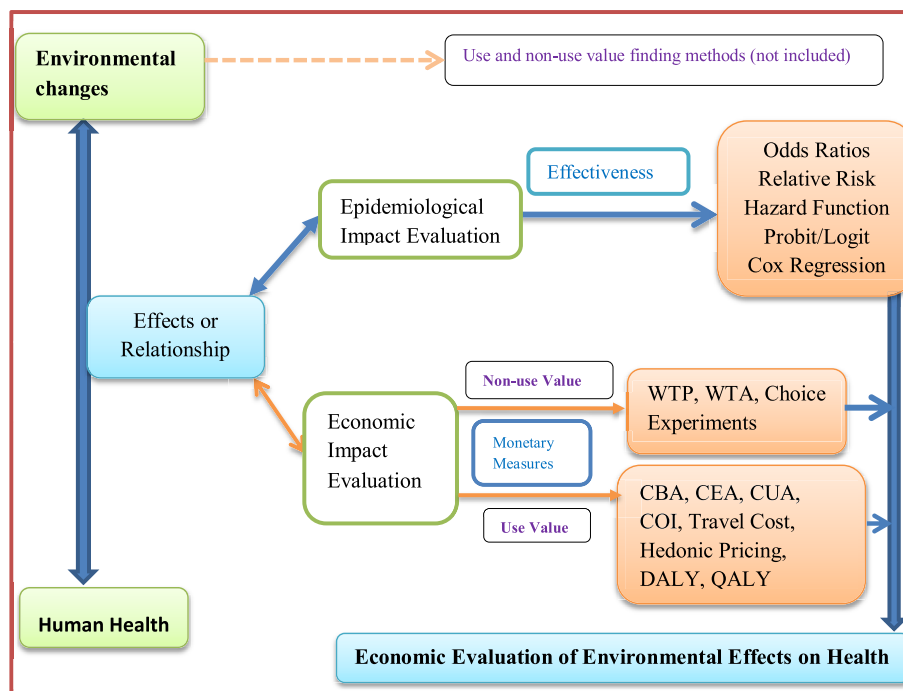 Environmental
changes
Use and non-use value finding methods (not included)
Effectiveness
Odds Ratios
Relative Risk
Hazard Function
Probit/Logit
Cox Regression
Epidemiological
Impact Evaluation
Effects or
Relationship
Non-use Value
WTP, WTA, Choice
Experiments
Economic
Impact
Evaluation
Monetary
Measures
Use Value
CBA, CEA, CUA,
COI, Travel Cost,
Hedonic Pricing,
DALY, QALY
Human Health
Economic Evaluation of Environmental Effects on Health